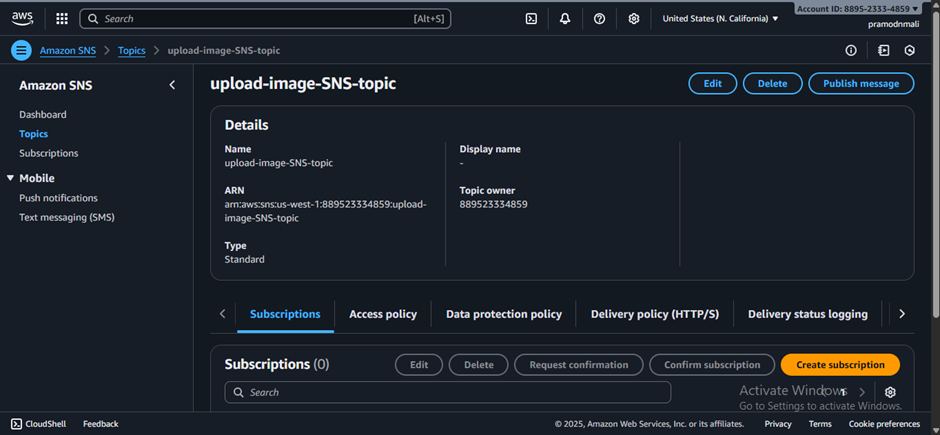 Account ID: 8895-2333-4859
aws
Search
[Alt+S]
United States (N. California)
pramodnmali
Amazon SNS
Topics
upload-image-SNS-topic
Amazon SNS
Dashboard
Topics
Subscriptions
Mobile
Push notifications
Text messaging (SMS)
upload-image-SNS-topic
Edit
Delete
Publish message
Details
Name
upload-image-SNS-topic
Display name
-
ARN
arn:aws:sns:us-west-1:889523334859:upload-
image-SNS-topic
Topic owner
889523334859
Type
Standard
Subscriptions
Access policy
Data protection policy
Delivery policy (HTTP/S)
Delivery status logging
Subscriptions (0)
Edit
Delete
Request confirmation
Confirm subscription
Create subscription
Search
1
Activate Windows
Go to Settings to activate Windows.
CloudShell
Feedback
© 2025, Amazon Web Services, Inc. or its affiliates.
Privacy
Terms
Cookie preferences